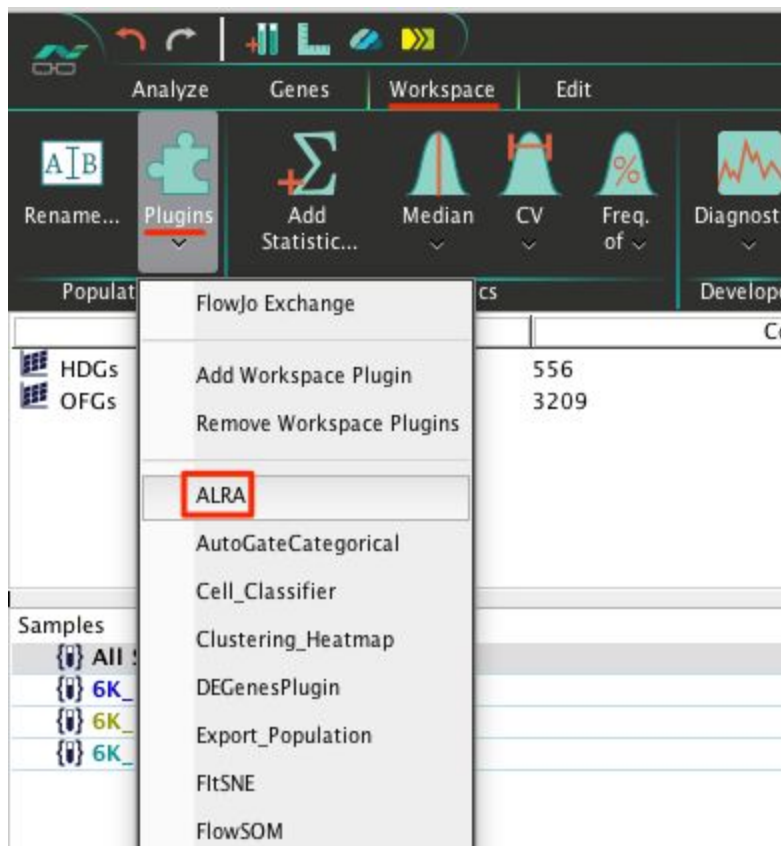 Analyze Genes Workspace Edit
A B % 
Rename... Plugins Add Statistic... Median CV Freq. of Diagnost
Populat cs Develope
FlowJo Exchange
C
HDGs 556
OFGs 3209
Add Workspace Plugin
Remove Workspace Plugins
ALRA
AutoGateCategorical
Cell_Classifier
Clustering_Heatmap
DEGenesPlugin
Export_Population
FItSNE
FlowSOM
Samples
All
6K_
6K_
6K_